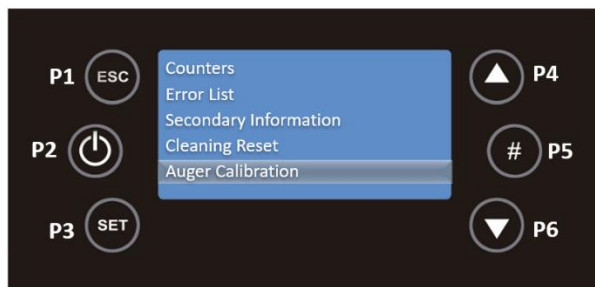 P1 ESC
P2
P3 SET
Counters
Error List
Secondary Information
Cleaning Reset
Auger Calibration
P4
# P5
P6